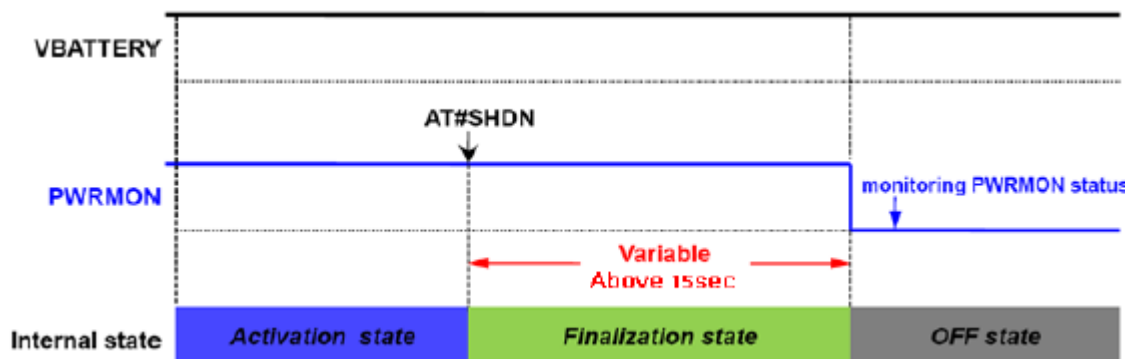 VBATTERY
AT#SHDN
PWRMON
monitoring PWRMON status
Variable
Above 15sec
Internal state
Activation state
Finalization state
OFF state